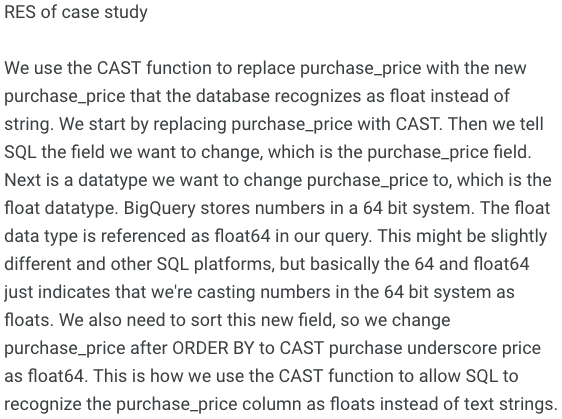 RES of case study
We use the CAST function to replace purchase_price with the new
purchase_price that the database recognizes as float instead of
string. We start by replacing purchase_price with CAST. Then we tell
SQL the field we want to change, which is the purchase_price field.
Next is a datatype we want to change purchase_price to, which is the
float datatype. BigQuery stores numbers in a 64 bit system. The float
data type is referenced as float64 in our query. This might be slightly
different and other SQL platforms, but basically the 64 and float64
just indicates that we're casting numbers in the 64 bit system as
floats. We also need to sort this new field, so we change
purchase_price after ORDER BY to CAST purchase underscore price
as float64. This is how we use the CAST function to allow SQL to
recognize the purchase_price column as floats instead of text strings.